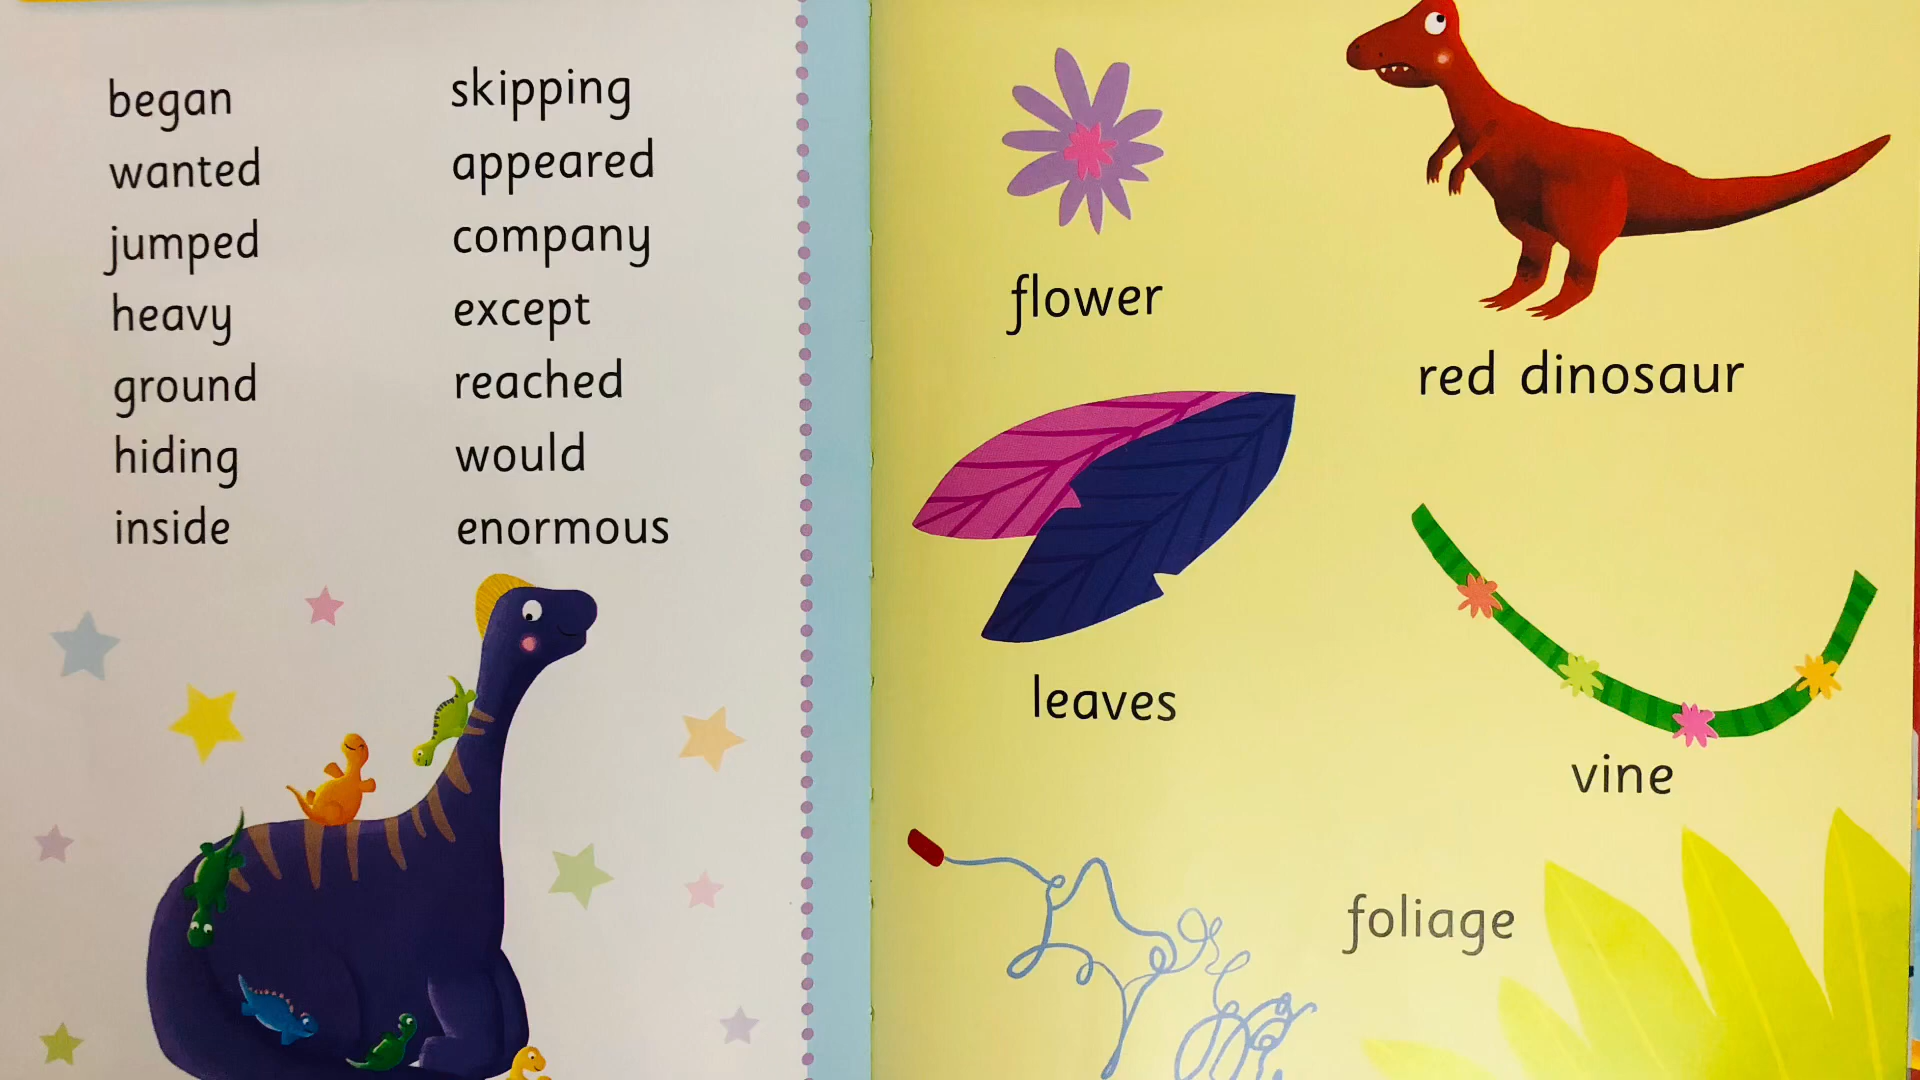 began
wanted
jumped
heavy
ground
hiding
inside
skipping
appeared
company
except
reached
would
enormous
flower
red dinosaur
leaves
vine
foliage